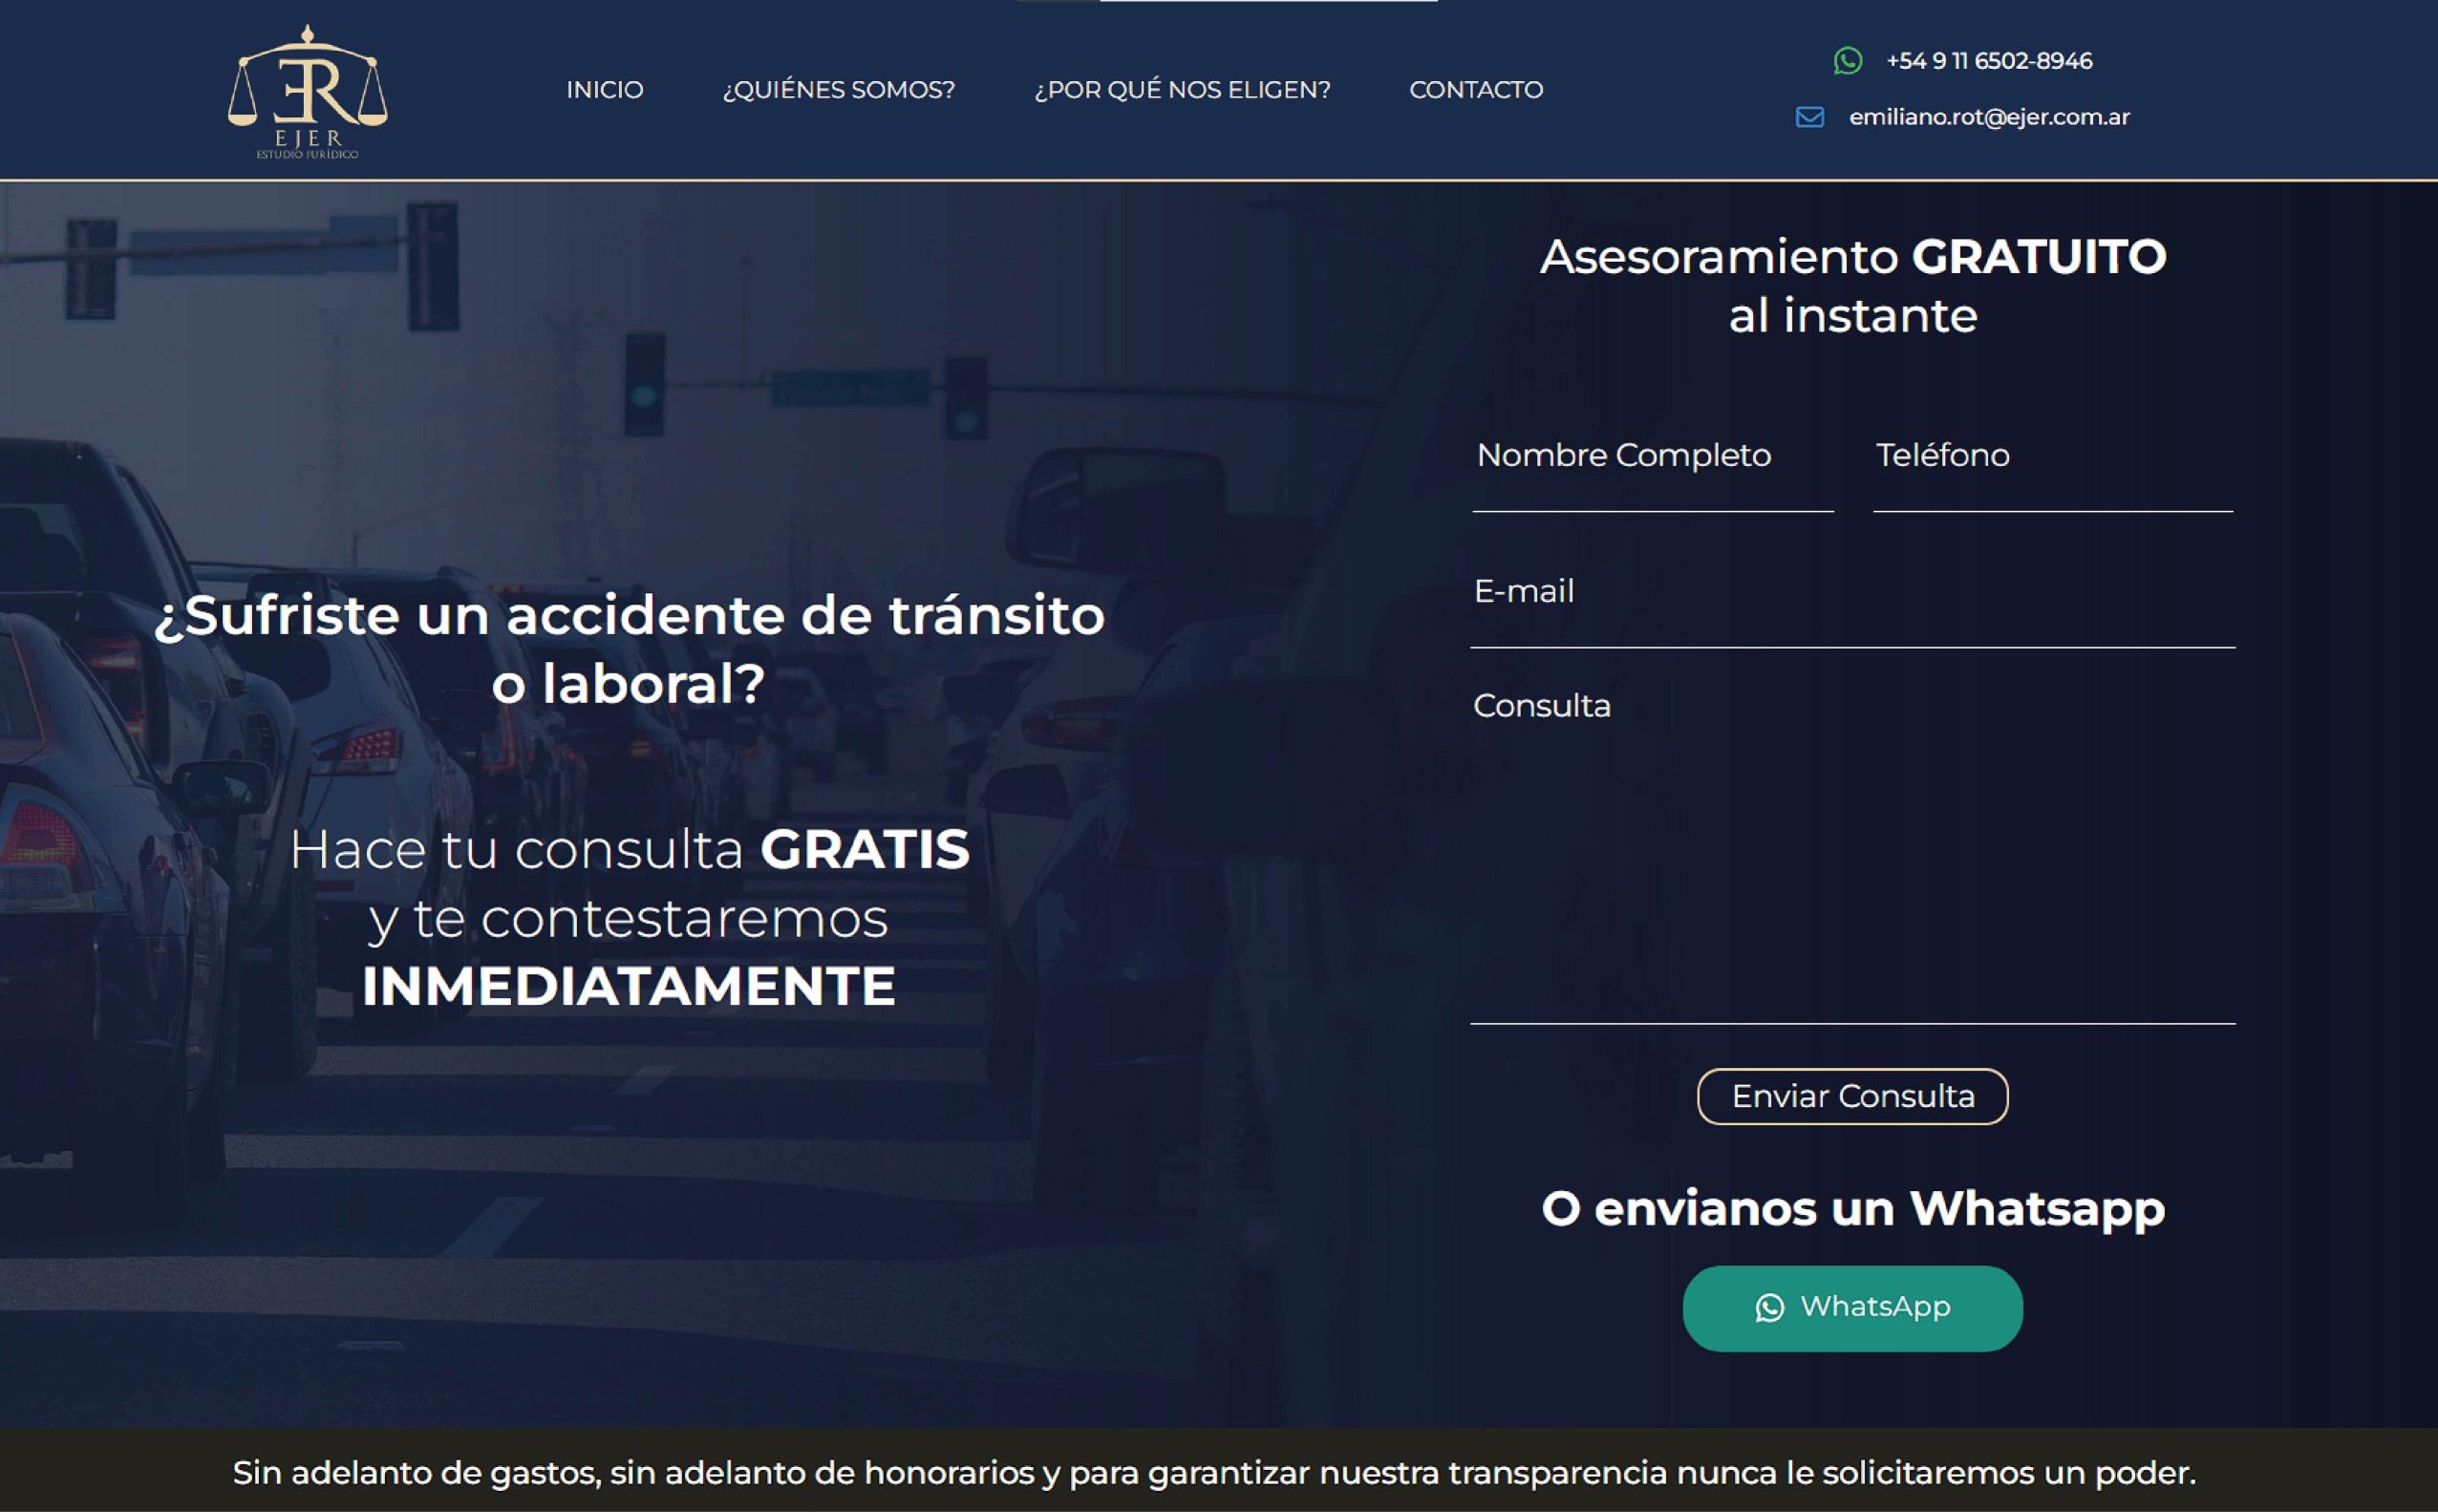 ER
EJER
ESTUDIO JURÍDICO
INICIO
¿QUIÉNES SOMOS?
¿POR QUÉ NOS ELIGEN?
CONTACTO
+54 9 11 6502-8946
emiliano.rot@ejer.com.ar
¿Sufriste un accidente de tránsito
o laboral?
Hace tu consulta GRATIS
y te contestaremos
INMEDIATAMENTE
Asesoramiento GRATUITO
al instante
Nombre Completo
Teléfono
E-mail
Consulta
Enviar Consulta
O envianos un Whatsapp
WhatsApp
Sin adelanto de gastos, sin adelanto de honorarios y para garantizar nuestra transparencia nunca le solicitaremos un poder.